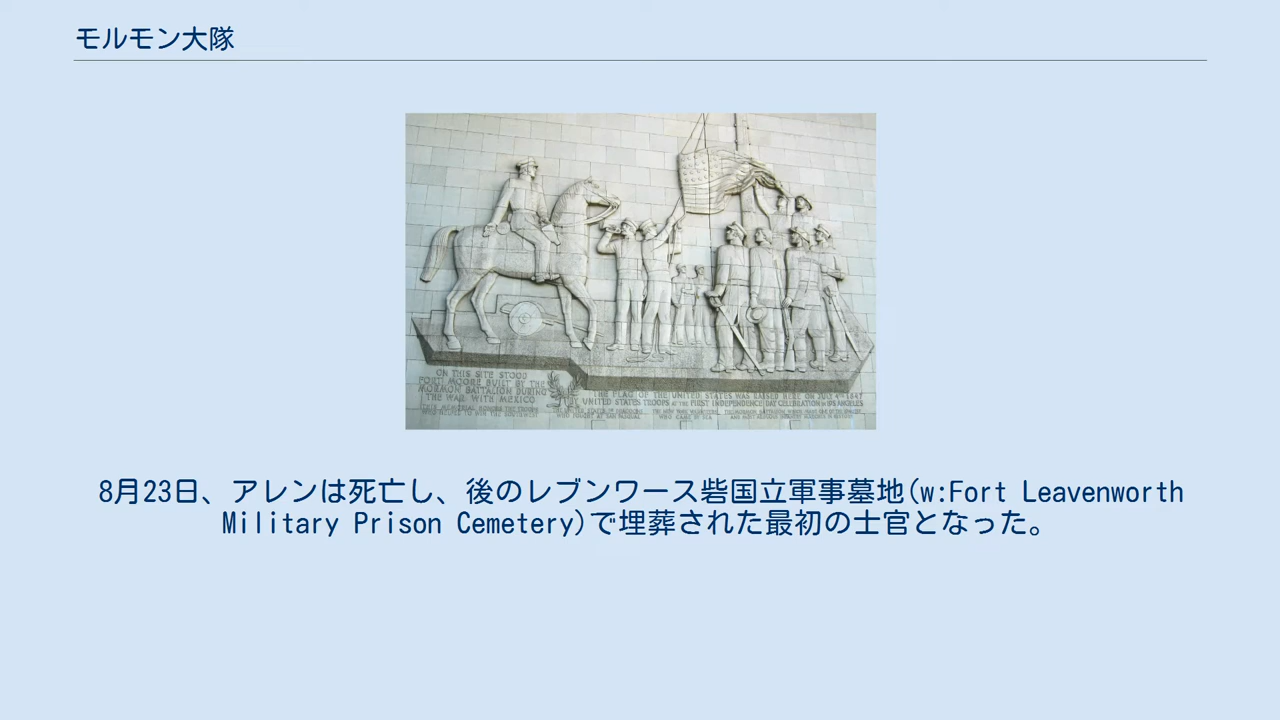 モルモン大隊
ON THIS SITE STOOD
FORT MOORE BUILT BY THE
MORMON BATTALION DURING
THE WAR WITH MEXICO
THE FLAG OF THE UNITED STATES WAS RAISED HERE ON JULY 4TH 1847
UNITED STATES TROOPS AT THE FIRST INDEPENDENCE DAY CELEBRATION IN LOS ANGELES
8月23日、アレンは死亡し、後のレブンワース砦国立軍事墓地(w:Fort Leavenworth
Military Prison Cemetery)で埋葬された最初の士官となった。